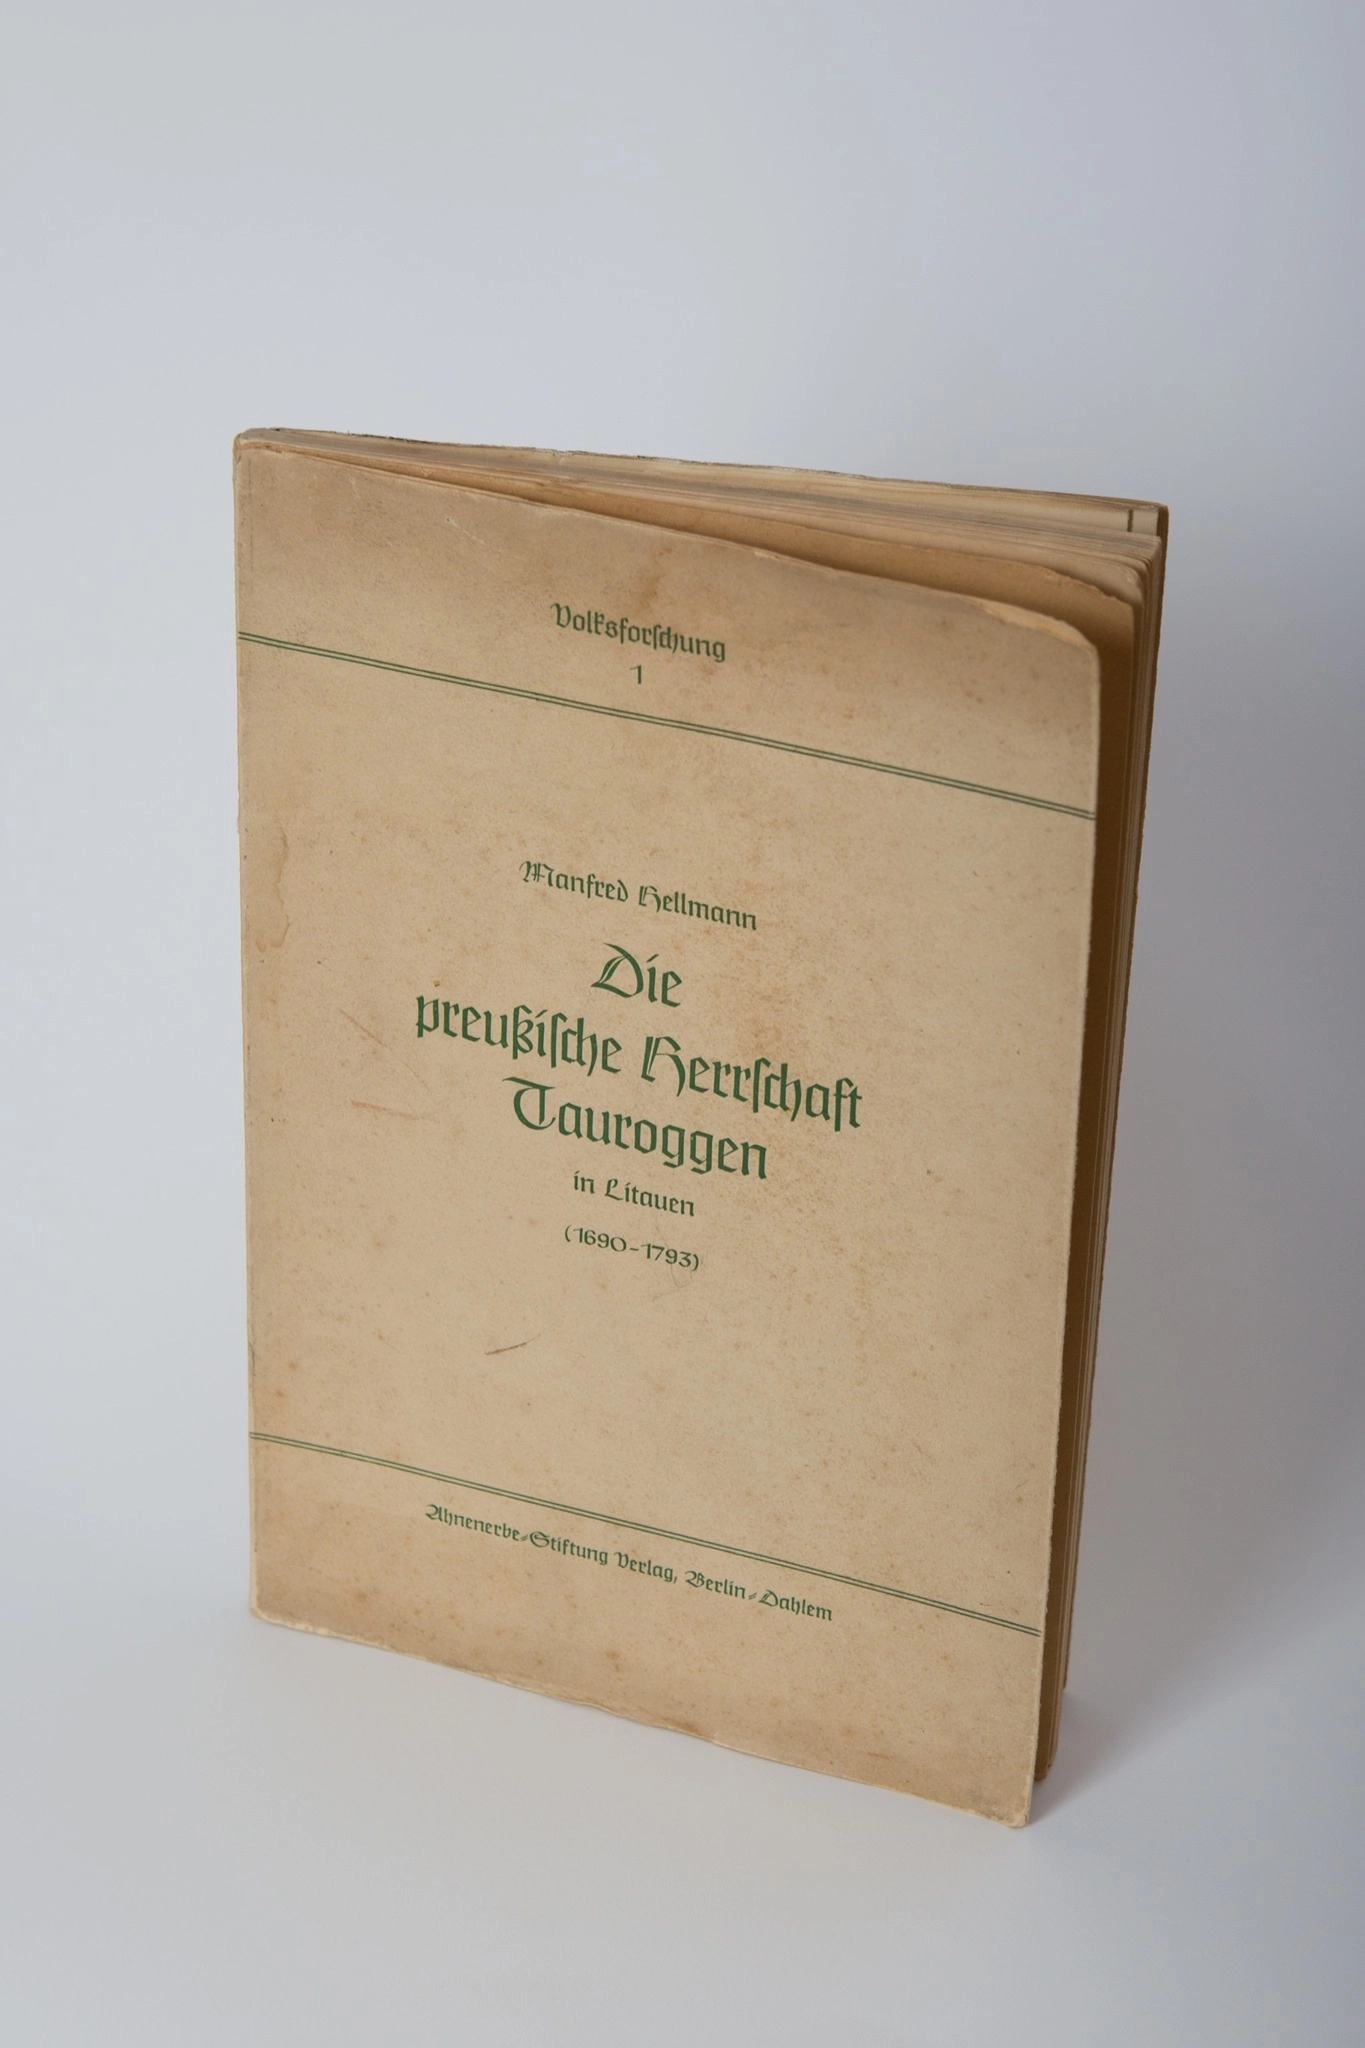 Volksforschung
1
Manfred Hellmann
Die
preußische Herrschaft
Tauroggen
in Litauen
(1690-1793)
Ahnenerbe-Stiftung Verlag, Berlin-Dahlem